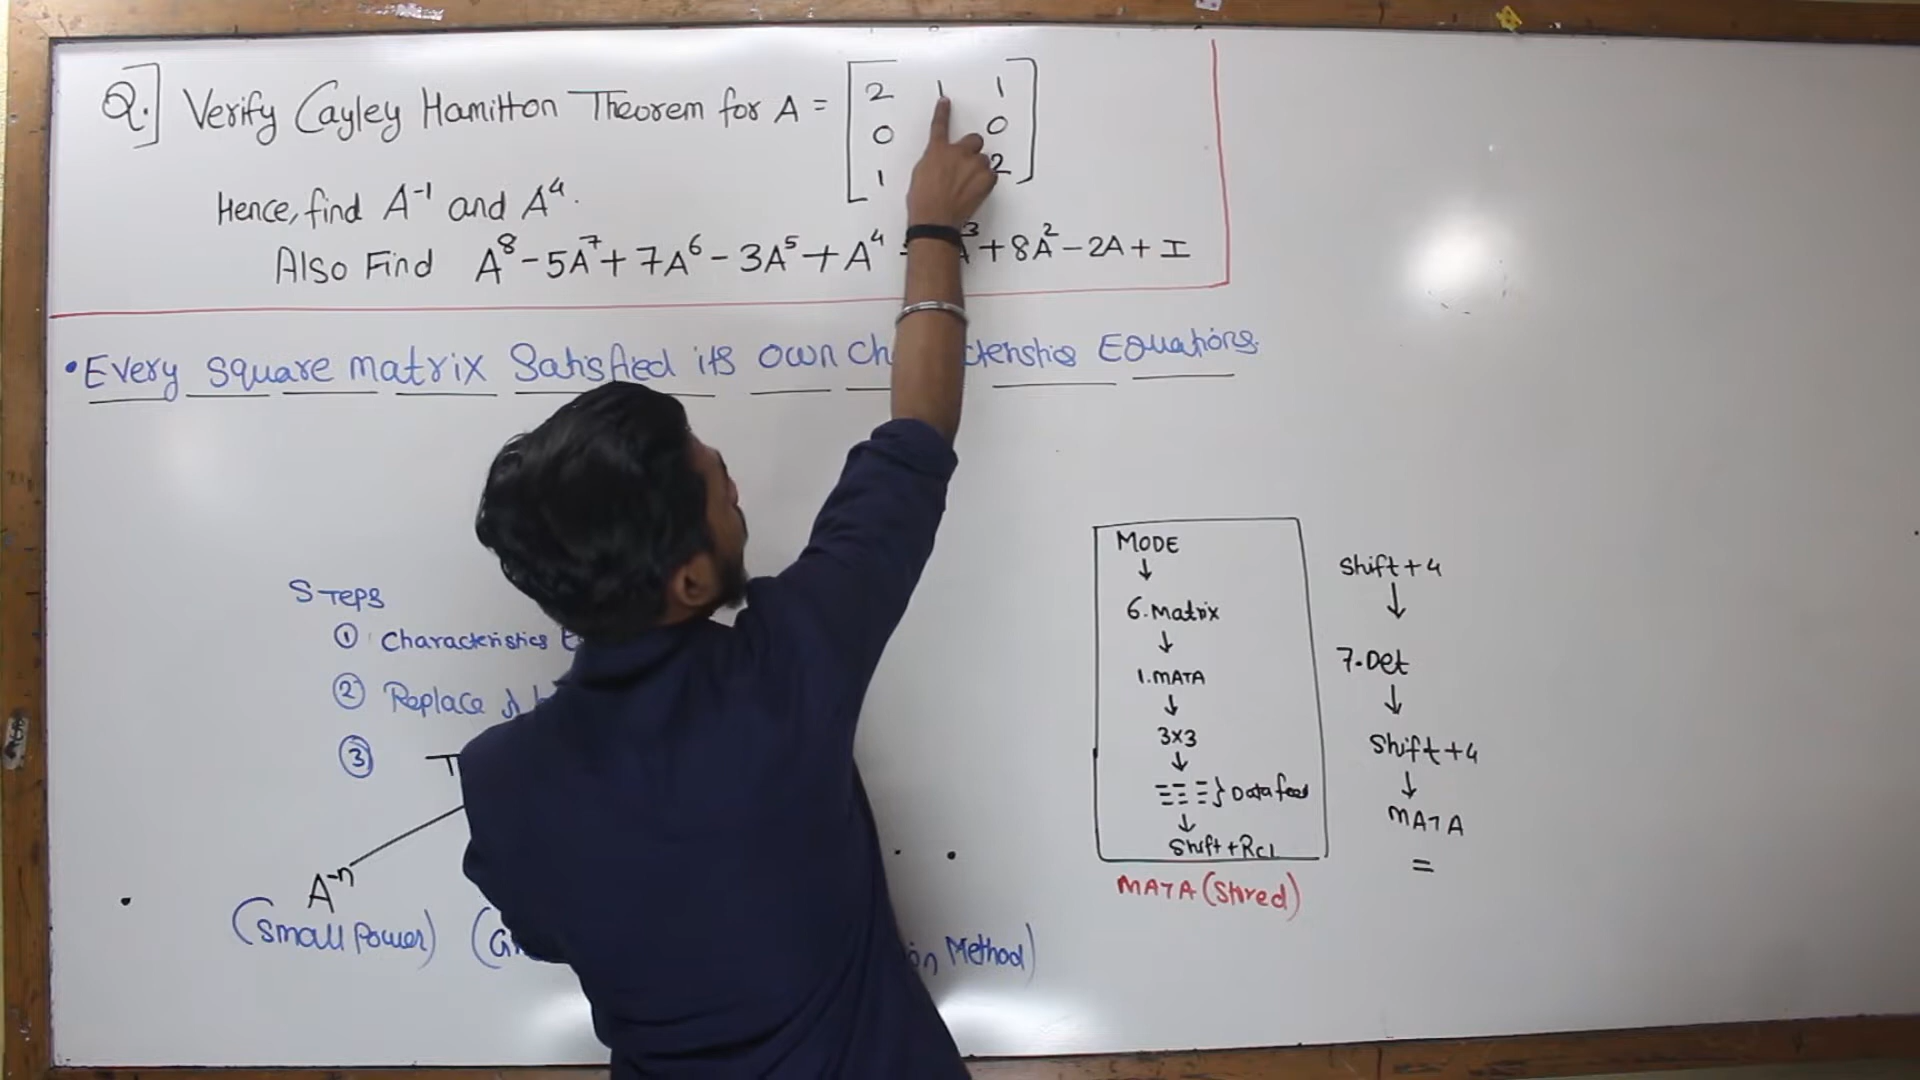 Q.] Verify Cayley Hamilton Theorem for A = [2 1 1
0 0
1 2]
Hence, find A⁻¹ and A⁴.
Also Find A⁸ - 5A⁷ + 7A⁶ - 3A⁵ + A⁴ - A³ + 8A² - 2A + I
• Every square matrix Satisfied its own Equations.
STEPS
① Characteristics
② Replace
③
A⁻ⁿ
(Small Power) ( Method)
MODE
↓
6. Matrix
↓
1. MATA
↓
3×3
↓
} Data feed
↓
Shift + RCL
MATA (Stored)
Shift + 4
↓
7. Det
↓
Shift + 4
↓
MATA
=